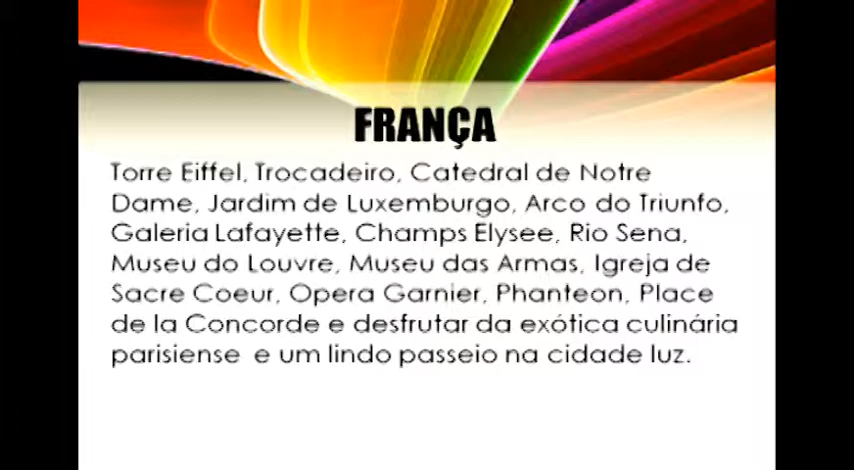 FRANÇA
Torre Eiffel, Trocadeiro, Catedral de Notre
Dame, Jardim de Luxemburgo, Arco do Triunfo,
Galeria Lafayette, Champs Elysee, Rio Sena,
Museu do Louvre, Museu das Armas, Igreja de
Sacre Coeur, Opera Garnier, Phanteon, Place
de la Concorde e desfrutar da exótica culinária
parisiense e um lindo passeio na cidade luz.